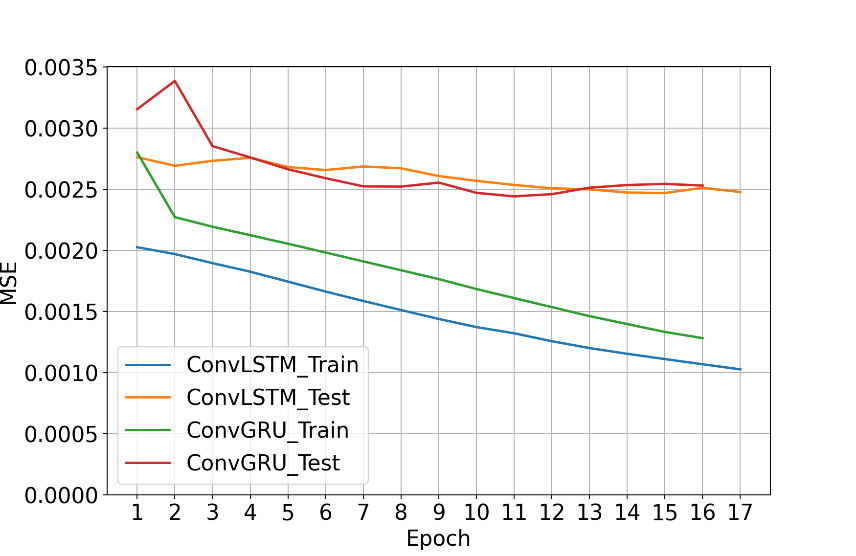 0.0035
0.0030
0.0025
0.0020
0.0015
0.0010
0.0005
0.0000
MSE
ConvLSTM_Train
ConvLSTM_Test
ConvGRU_Train
ConvGRU_Test
1 2 3 4 5 6 7 8 9 10 11 12 13 14 15 16 17
Epoch